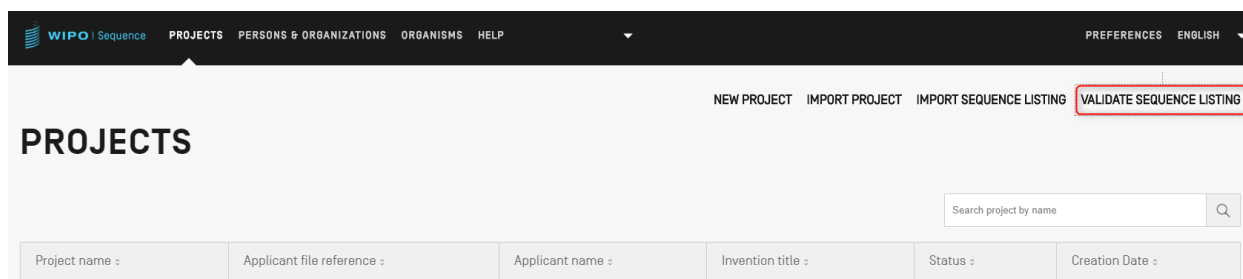 WIPO | Sequence PROJECTS PERSONS & ORGANIZATIONS ORGANISMS HELP PREFERENCES ENGLISH
NEW PROJECT IMPORT PROJECT IMPORT SEQUENCE LISTING VALIDATE SEQUENCE LISTING
PROJECTS
Search project by name
Project name Applicant file reference Applicant name Invention title Status Creation Date